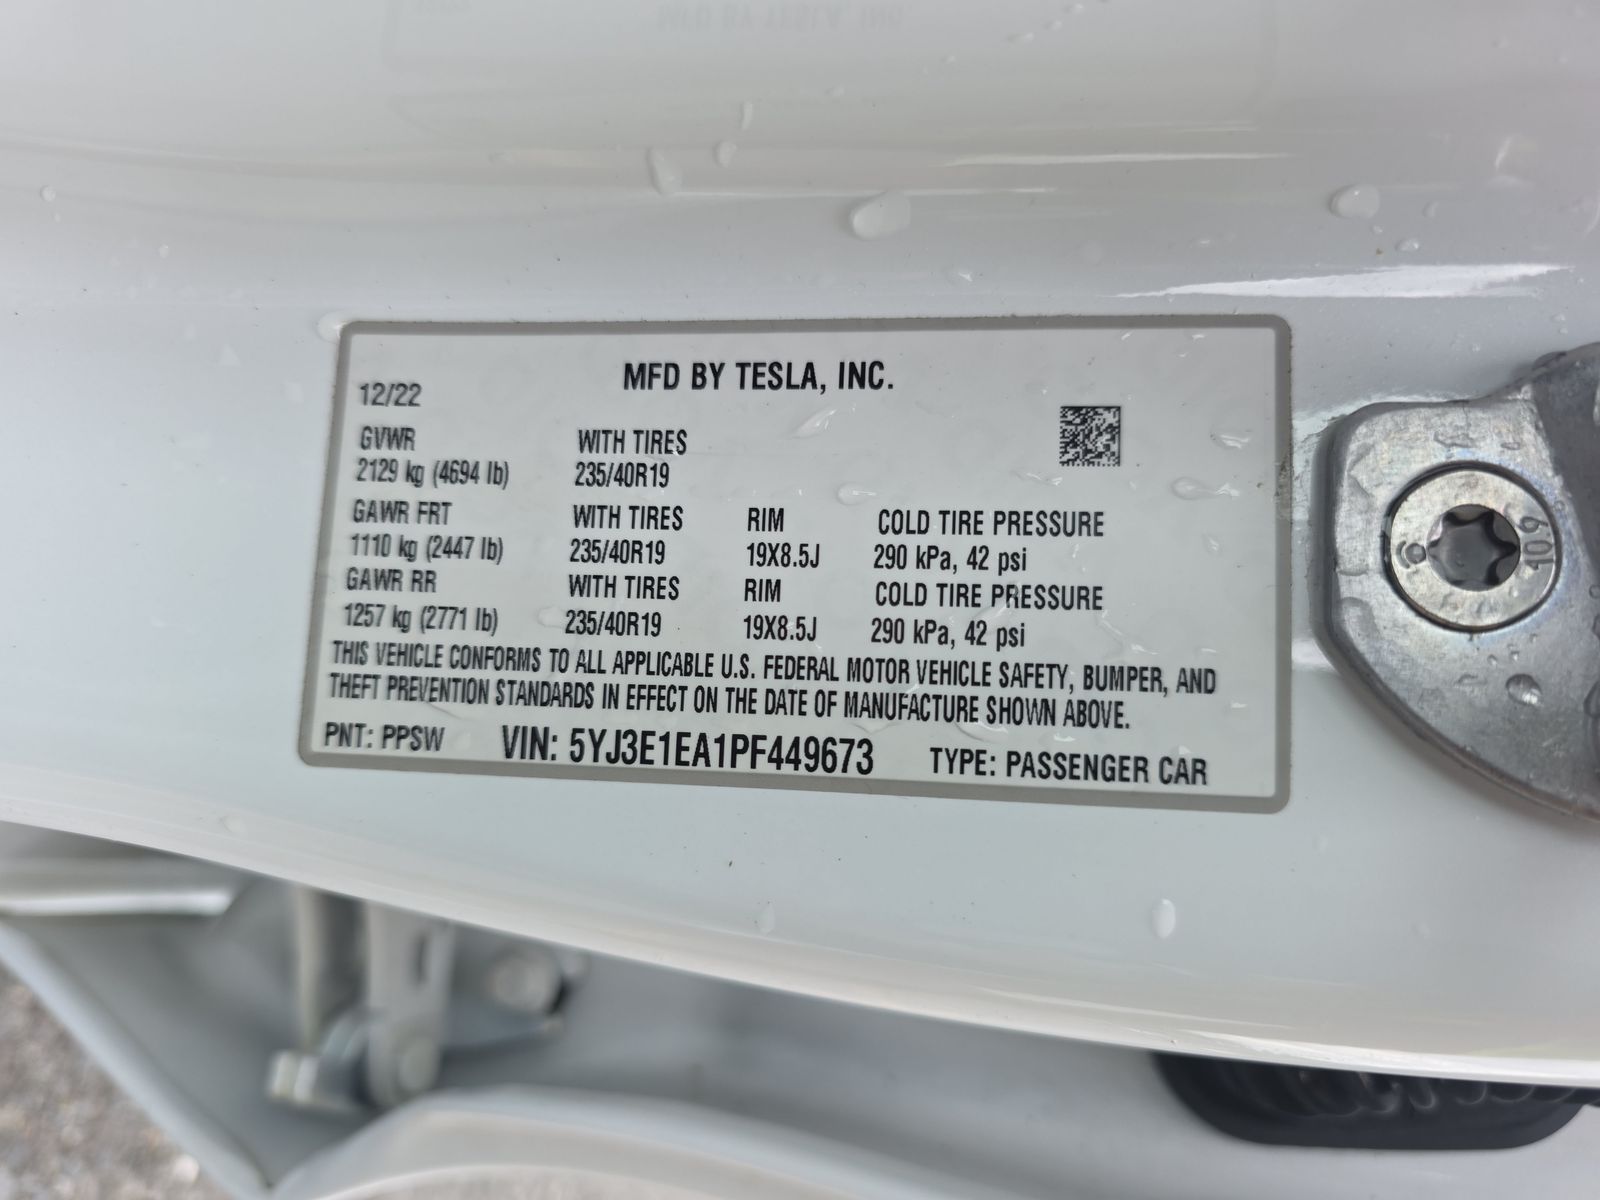 MFD BY TESLA, INC.
12/22
GVWR WITH TIRES
2129 kg (4694 lb) 235/40R19
GAWR FRT WITH TIRES RIM COLD TIRE PRESSURE
1110 kg (2447 lb) 235/40R19 19X8.5J 290 kPa, 42 psi
GAWR RR WITH TIRES RIM COLD TIRE PRESSURE
1257 kg (2771 lb) 235/40R19 19X8.5J 290 kPa, 42 psi
THIS VEHICLE CONFORMS TO ALL APPLICABLE U.S. FEDERAL MOTOR VEHICLE SAFETY, BUMPER, AND
THEFT PREVENTION STANDARDS IN EFFECT ON THE DATE OF MANUFACTURE SHOWN ABOVE.
PNT: PPSW VIN: 5YJ3E1EA1PF449673 TYPE: PASSENGER CAR
109